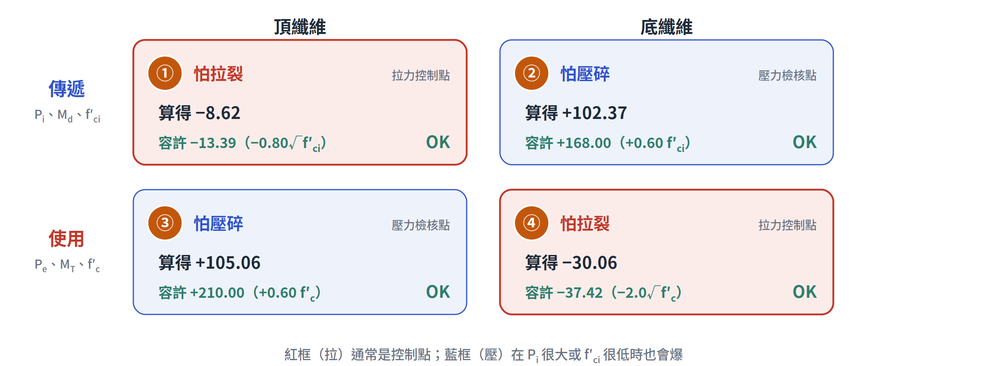 頂纖維
底纖維
傳遞
Pi、Md、f′ci
① 怕拉裂 拉力控制點
算得 −8.62
容許 −13.39（−0.80√f′ci） OK
② 怕壓碎 壓力檢核點
算得 +102.37
容許 +168.00（+0.60 f′ci） OK
使用
Pe、MT、f′c
③ 怕壓碎 壓力檢核點
算得 +105.06
容許 +210.00（+0.60 f′c） OK
④ 怕拉裂 拉力控制點
算得 −30.06
容許 −37.42（−2.0√f′c） OK
紅框（拉）通常是控制點；藍框（壓）在 Pi 很大或 f′ci 很低時也會爆